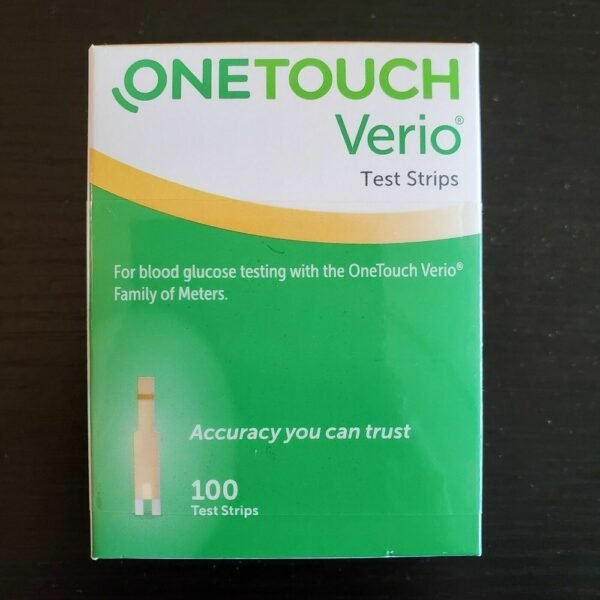 ONETOUCH
Verio®
Test Strips
For blood glucose testing with the OneTouch Verio®
Family of Meters.
Accuracy you can trust
100
Test Strips